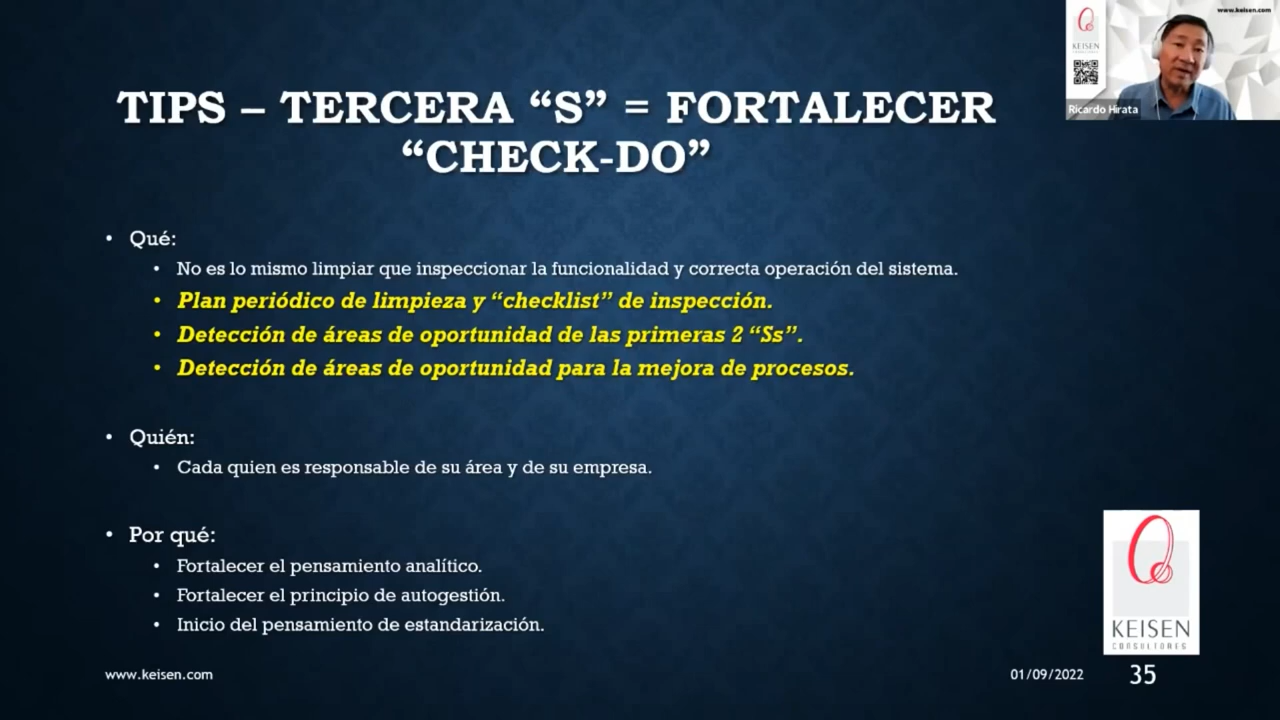 www.keisen.com
KEISEN
Ricardo Hirata
TIPS – TERCERA “S” = FORTALECER
“CHECK-DO”
• Qué:
• No es lo mismo limpiar que inspeccionar la funcionalidad y correcta operación del sistema.
• Plan periódico de limpieza y “checklist” de inspección.
• Detección de áreas de oportunidad de las primeras 2 “Ss”.
• Detección de áreas de oportunidad para la mejora de procesos.
• Quién:
• Cada quien es responsable de su área y de su empresa.
• Por qué:
• Fortalecer el pensamiento analítico.
• Fortalecer el principio de autogestión.
• Inicio del pensamiento de estandarización.
KEISEN
CONSULTORES
www.keisen.com
01/09/2022
35